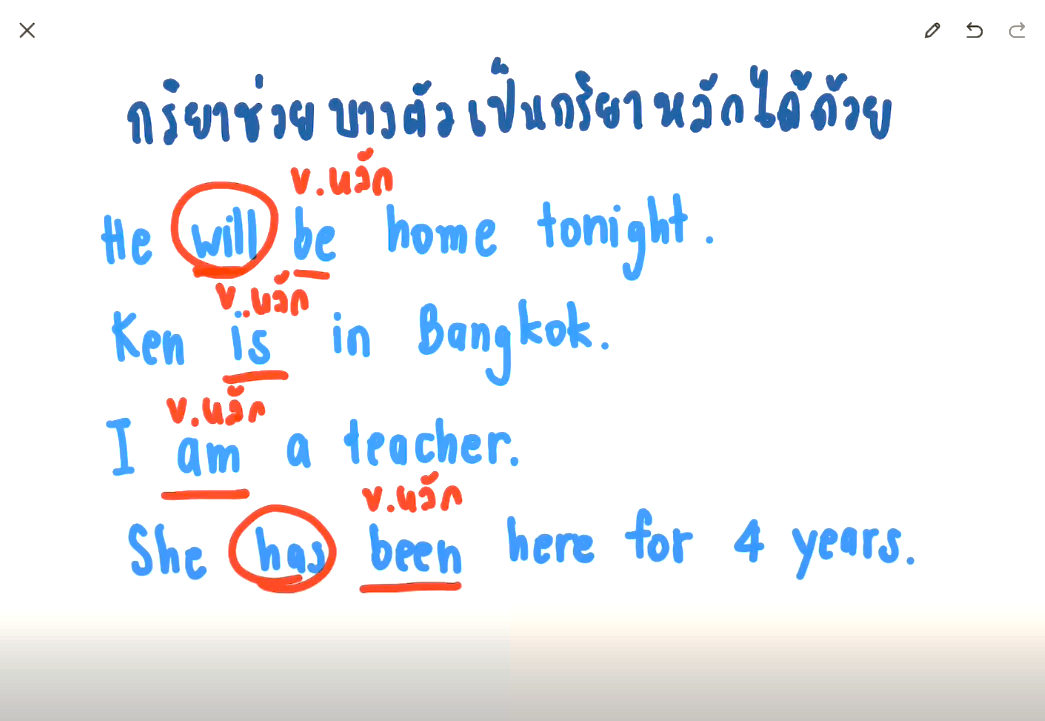 กริยาช่วยบางตัวเป็นกริยาหลักได้ด้วย
v.หลัก
He will be home tonight.
v.หลัก
Ken is in Bangkok.
v.หลัก
I am a teacher.
v.หลัก
She has been here for 4 years.